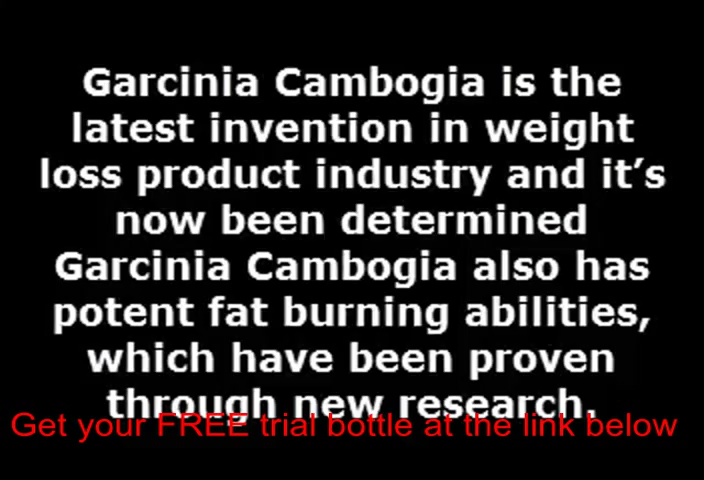 Garcinia Cambogia is the
latest invention in weight
loss product industry and it’s
now been determined
Garcinia Cambogia also has
potent fat burning abilities,
which have been proven
through new research.
Get your FREE trial bottle at the link below